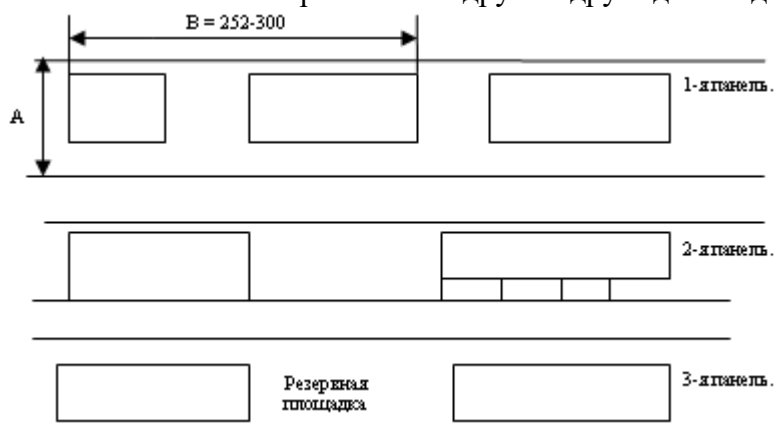 В = 252-300
А
1-я панель.
2-я панель.
3-я панель.
Резервная
площадка